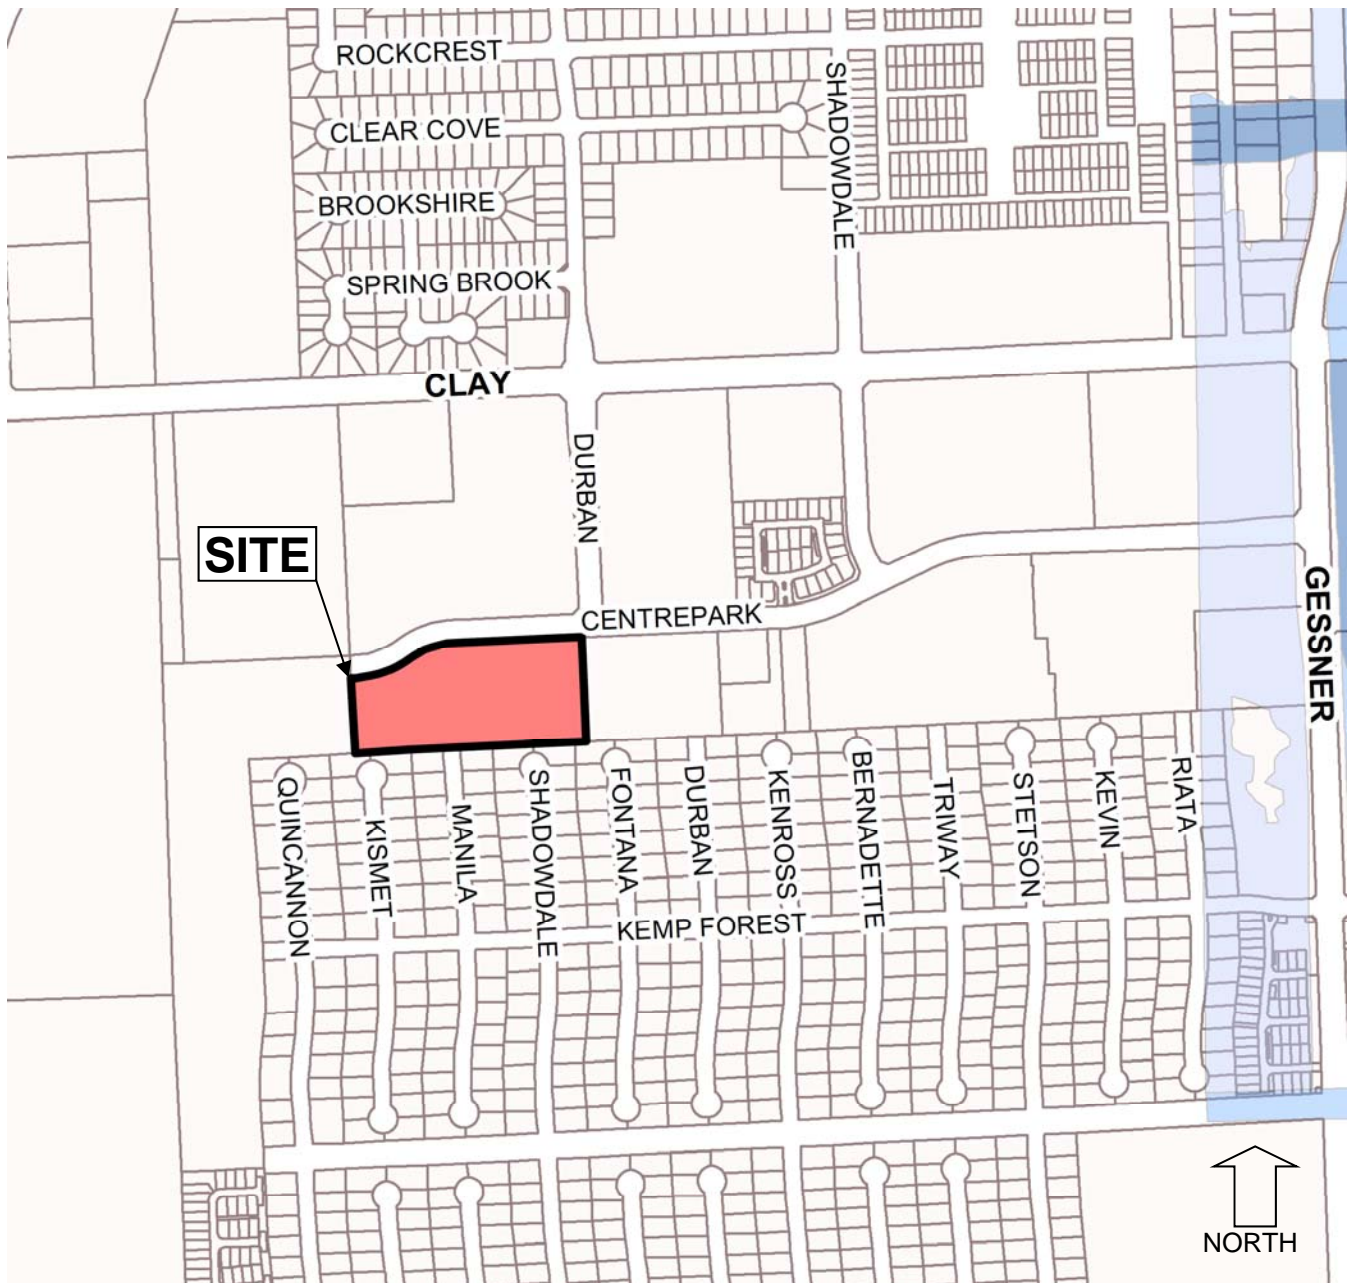 ROCKCREST
CLEAR COVE
SHADOWDALE
BROOKSHIRE
SPRING BROOK
CLAY
DURBAN
SITE
CENTREPARK
GESSNER
QUINCANNON
KISMET
MANILA
SHADOWDALE
FONTANA
DURBAN
KENROSS
BERNADETTE
TRIWAY
STETSON
KEVIN
RIATA
KEMP FOREST
NORTH